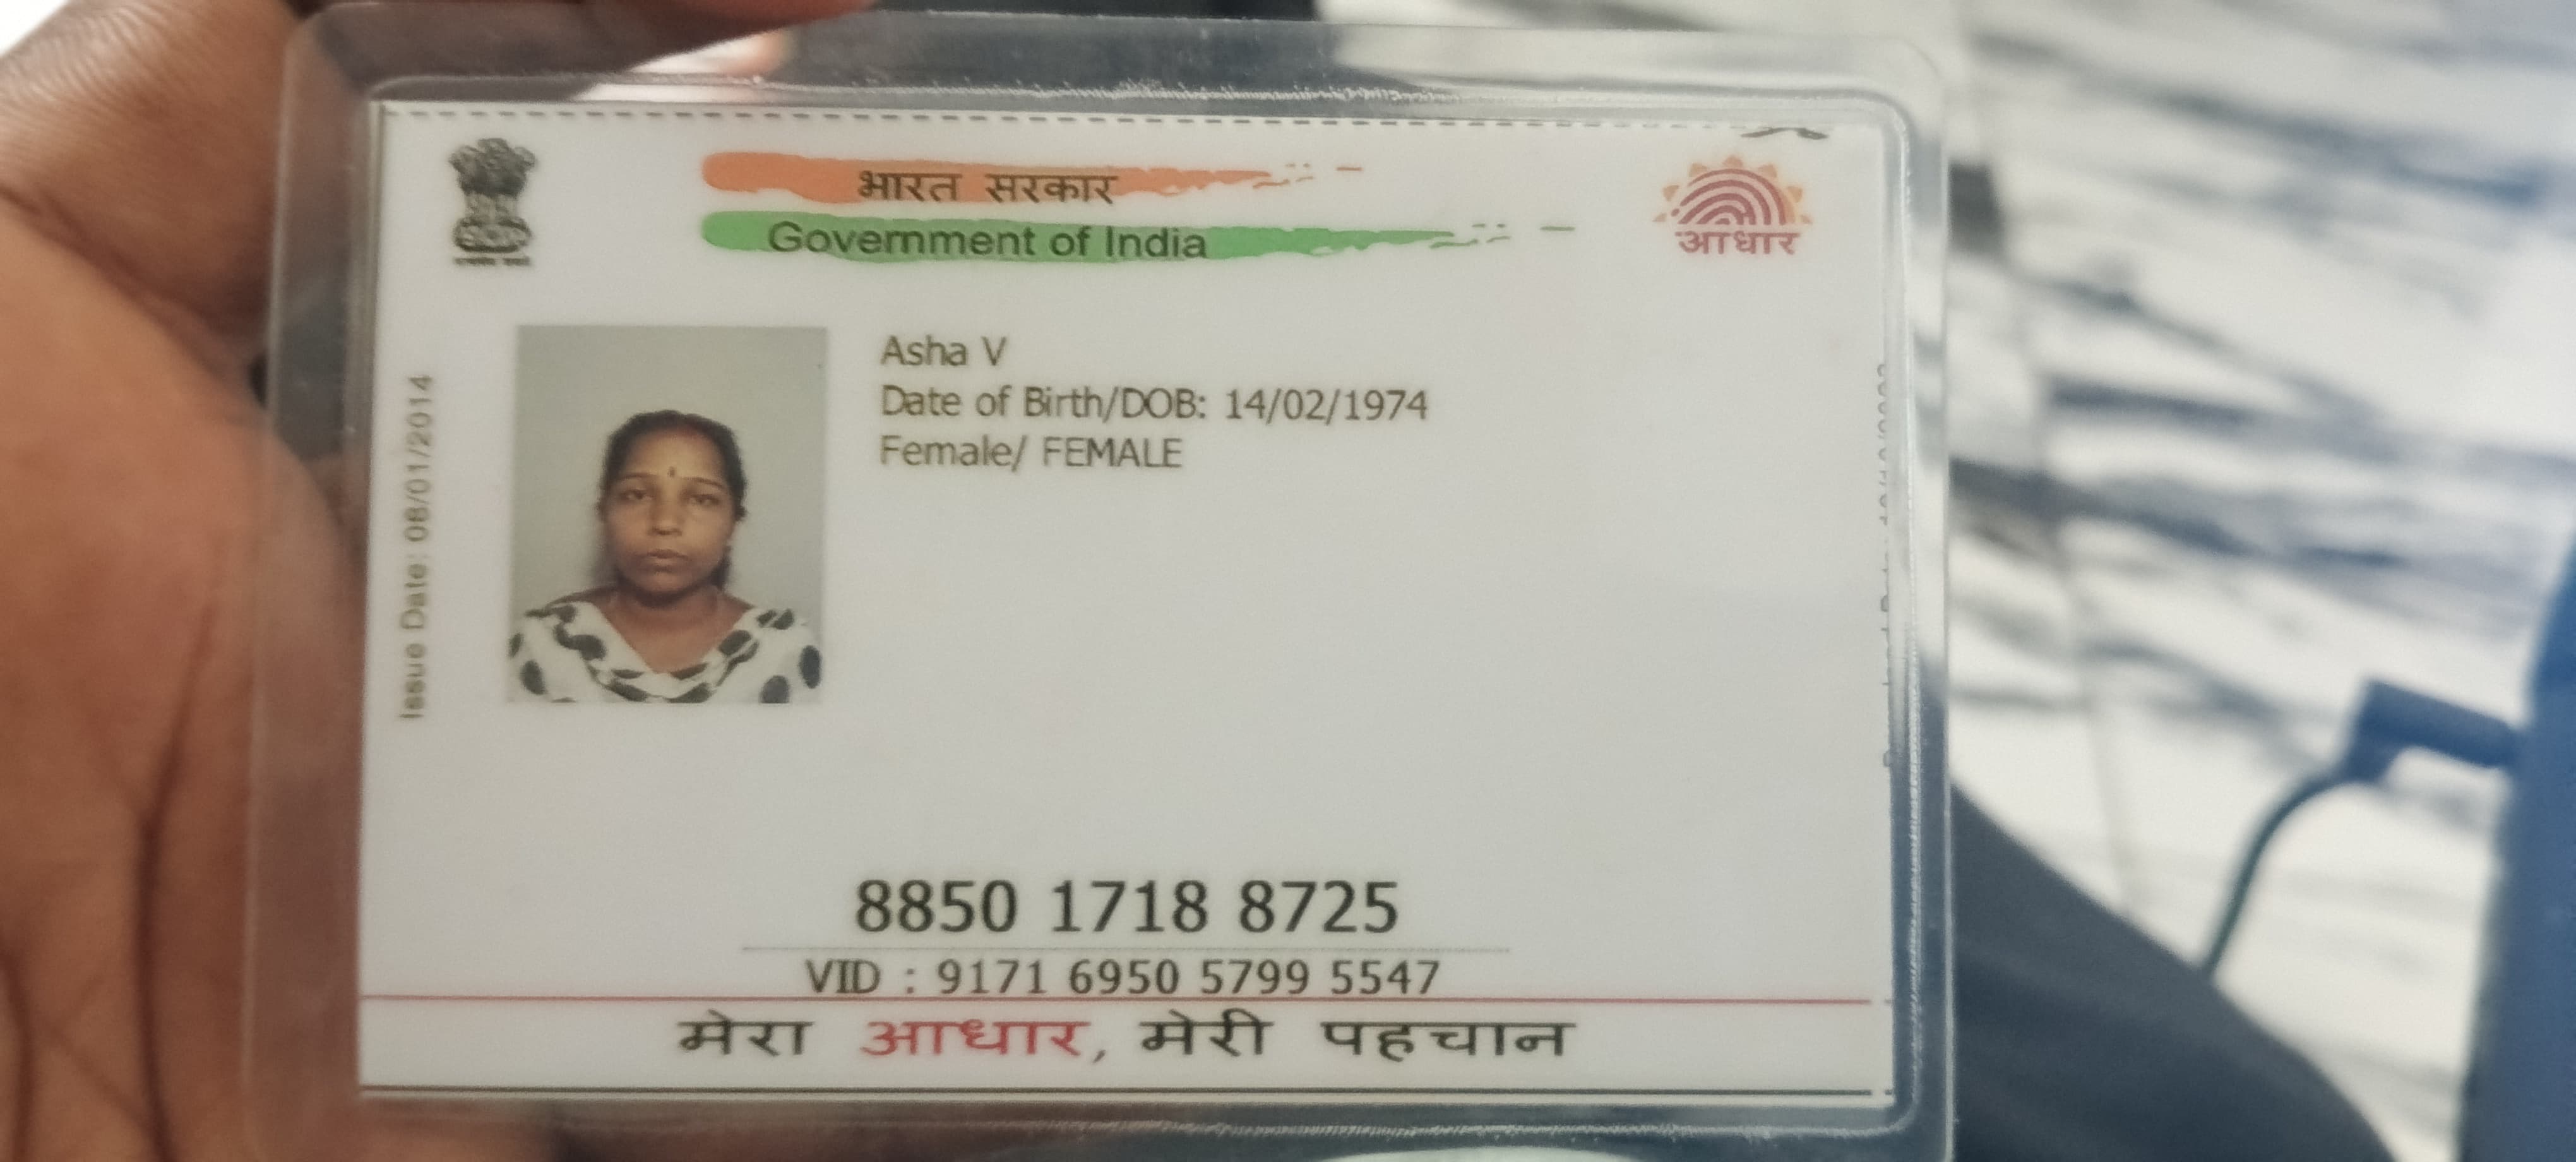 भारत सरकार
Government of India
आधार
Issue Date: 08/01/2014
Asha V
Date of Birth/DOB: 14/02/1974
Female/ FEMALE
8850 1718 8725
VID : 9171 6950 5799 5547
मेरा आधार, मेरी पहचान